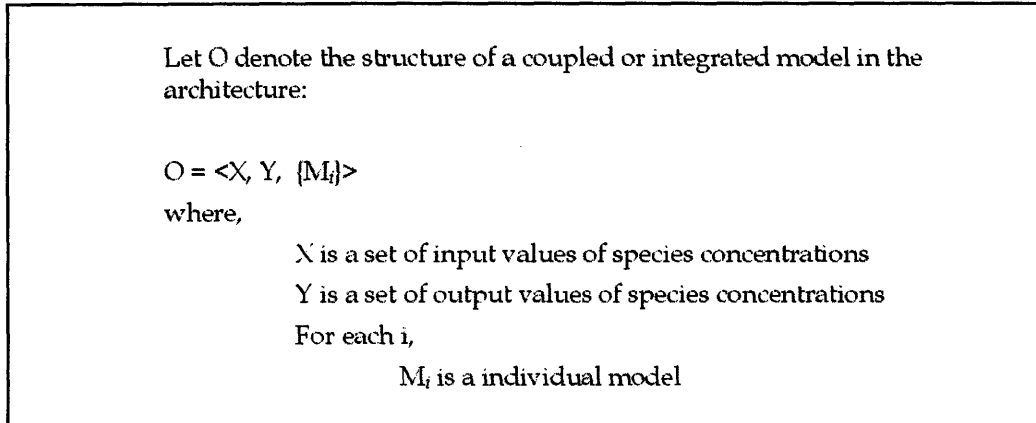 Let O denote the structure of a coupled or integrated model in the
architecture:
O = <X, Y, {Mi}>
where,
X is a set of input values of species concentrations
Y is a set of output values of species concentrations
For each i,
Mi is a individual model